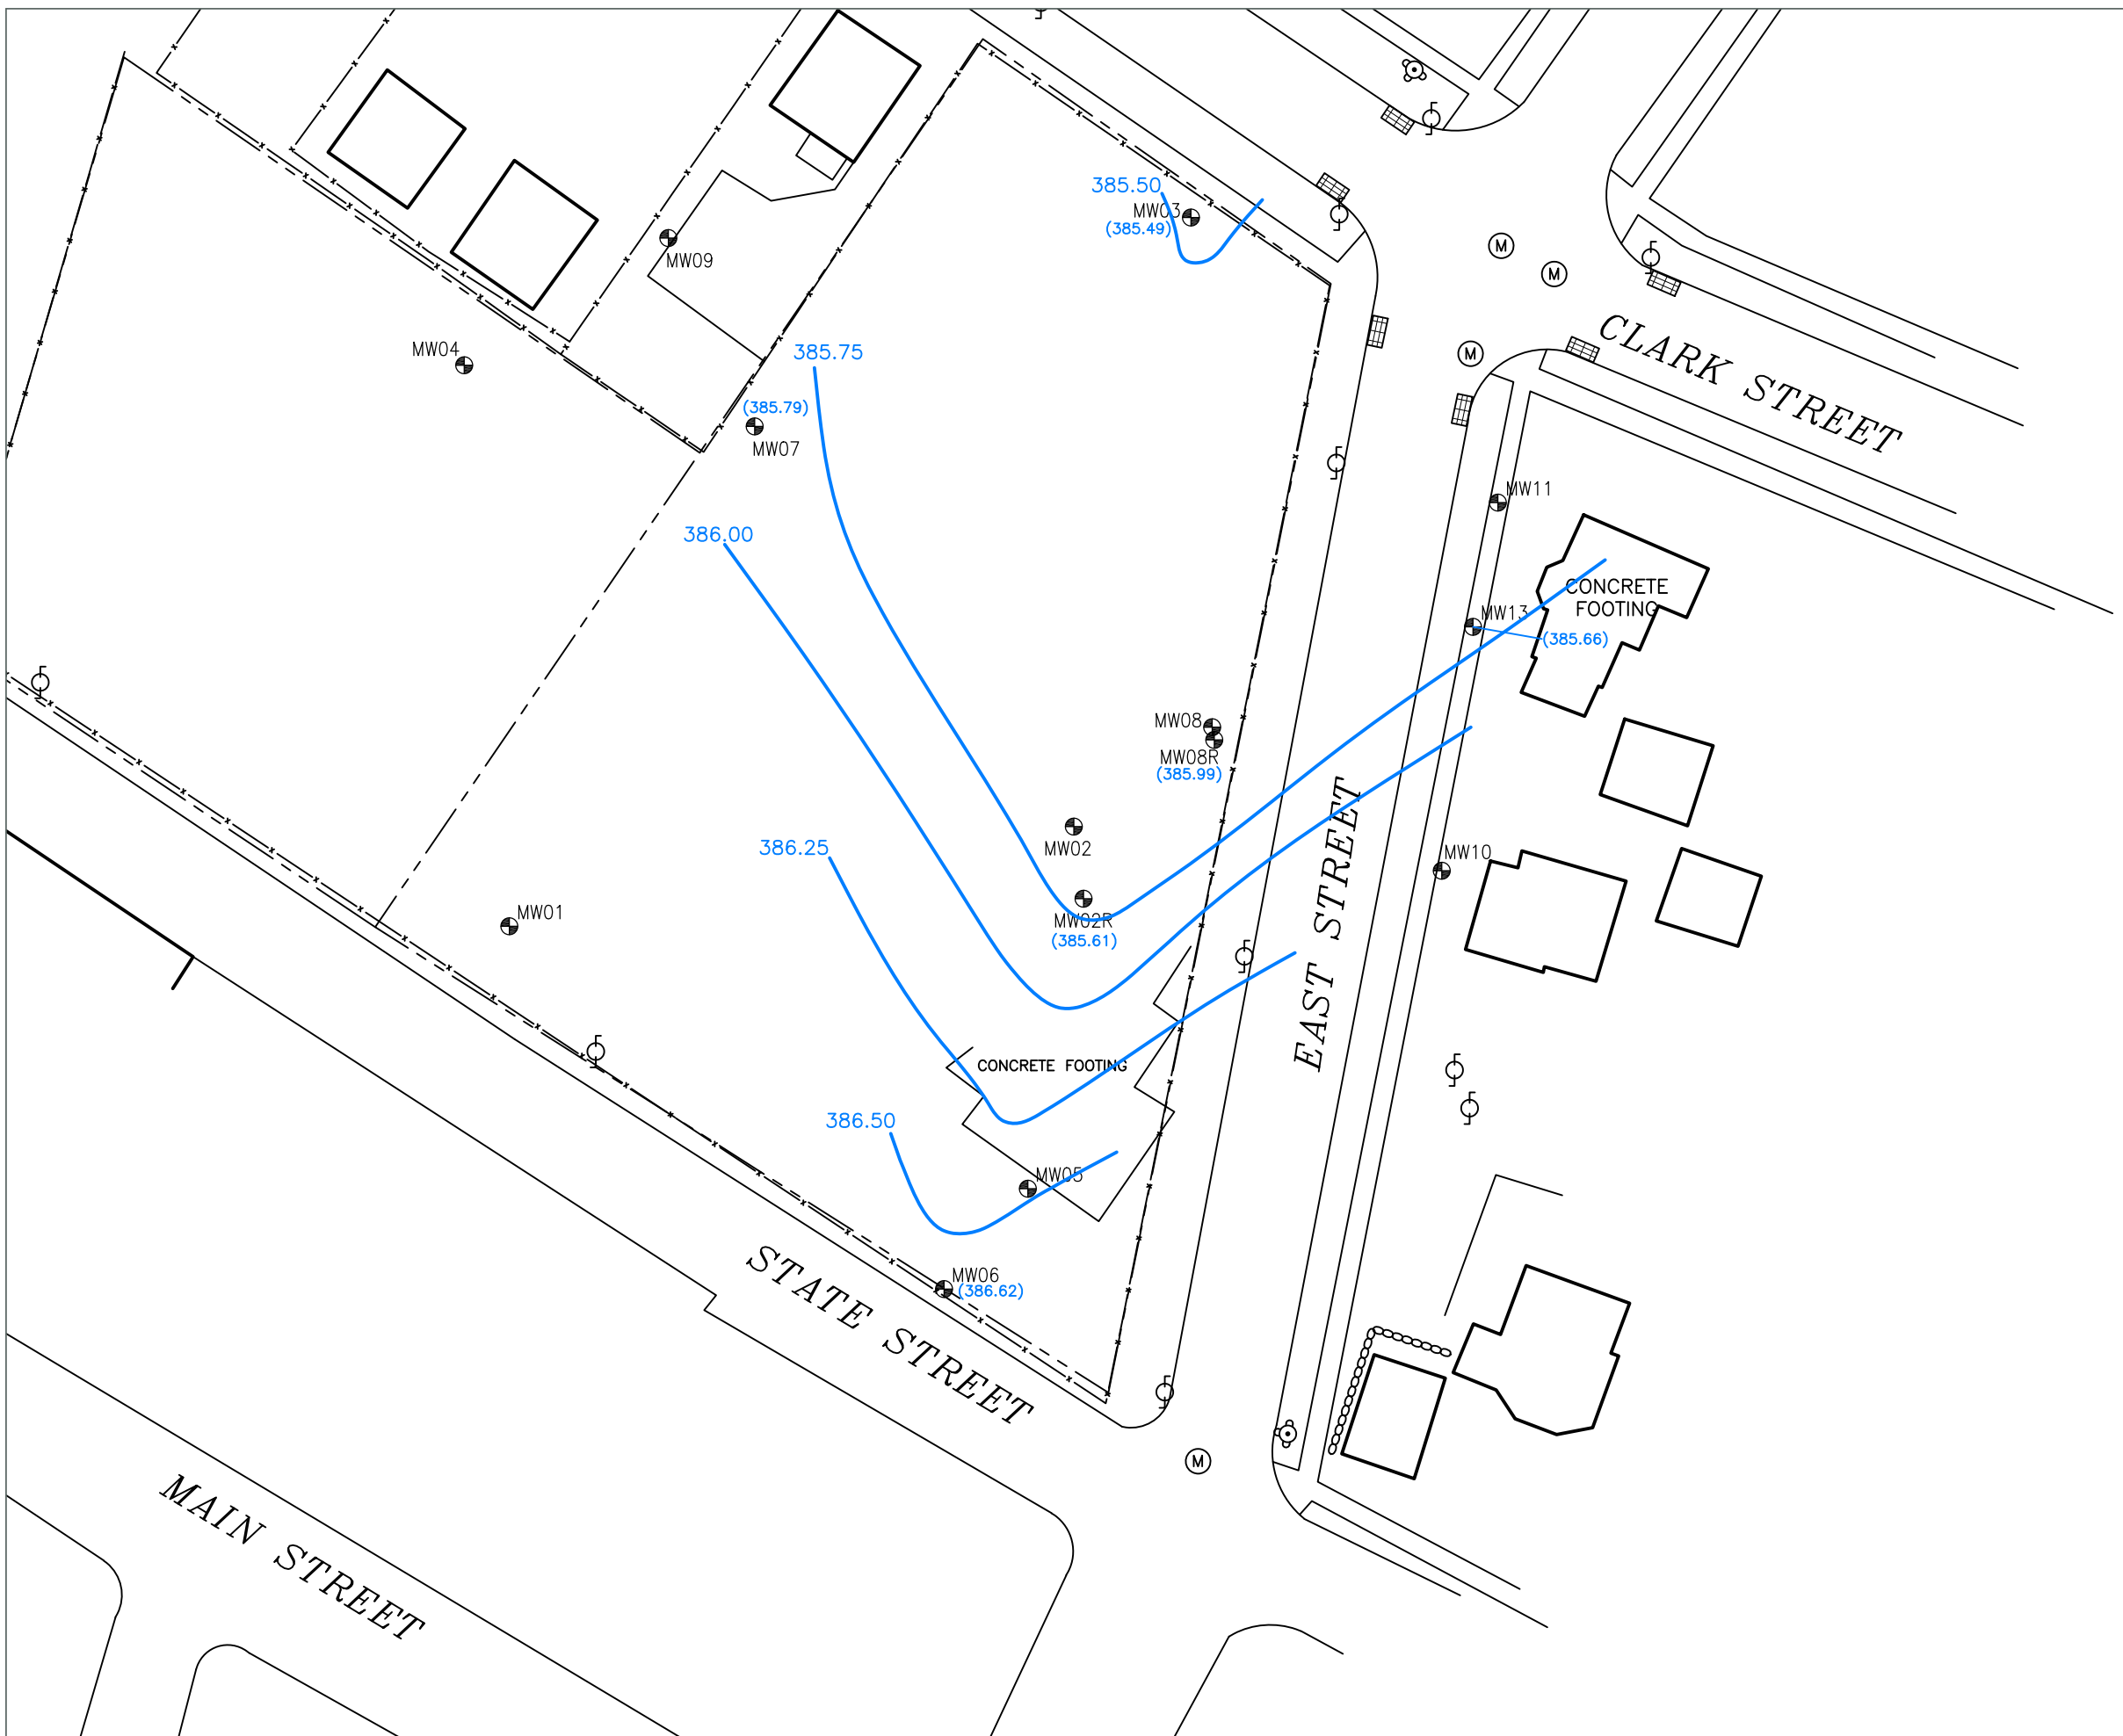 385.50
MW03
(385.49)
M
M
MW09
CLARK STREET
M
MW04
385.75
(385.79)
MW07
MW11
386.00
CONCRETE
FOOTING
MW13
(385.66)
MW08
MW08R
(385.99)
386.25
MW02
MW10
MW02R
(385.61)
MW01
EAST STREET
CONCRETE FOOTING
386.50
MW05
MW06
(386.62)
STATE STREET
M
MAIN STREET